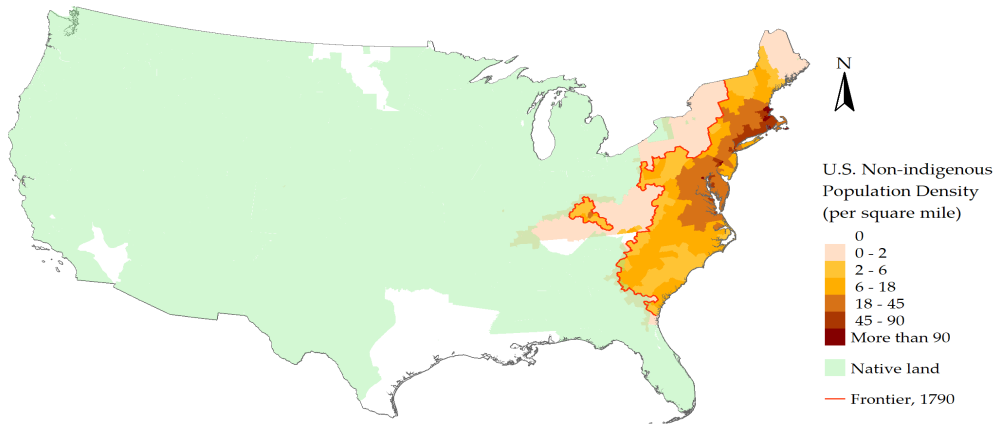 N
U.S. Non-indigenous
Population Density
(per square mile)
0
0 - 2
2 - 6
6 - 18
18 - 45
45 - 90
More than 90
Native land
Frontier, 1790